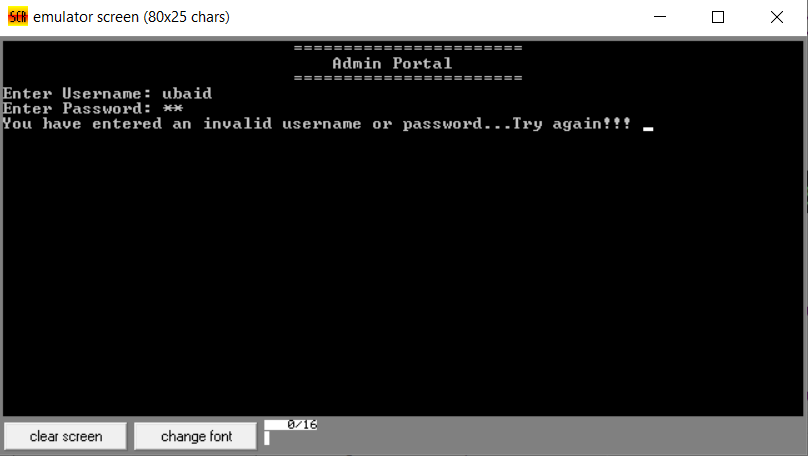 SCR emulator screen (80x25 chars)
=======================
Admin Portal
=======================
Enter Username: ubaid
Enter Password: **
You have entered an invalid username or password...Try again!!! _
clear screen change font 0/16